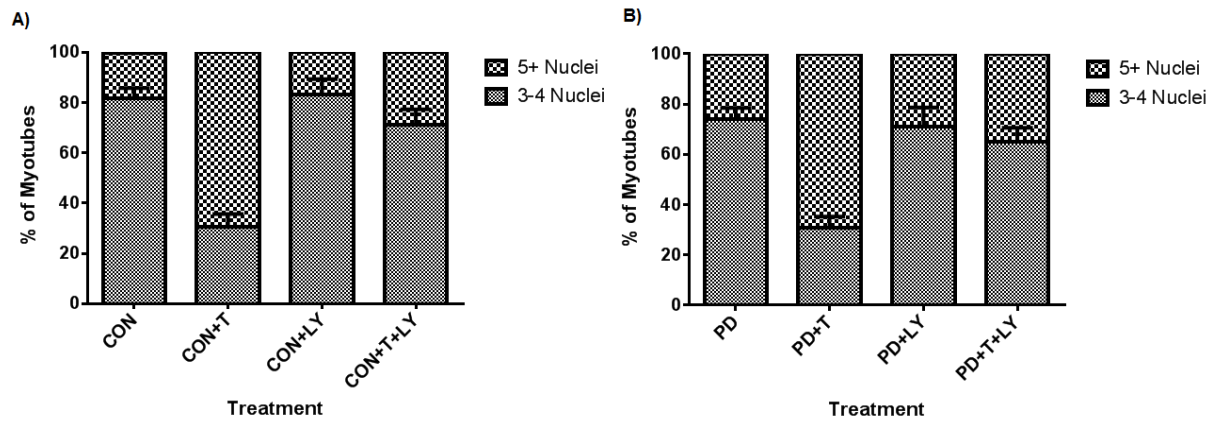 A)
100
80
60
40
20
0
% of Myotubes
CON
CON+T
CON+LY
CON+T+LY
Treatment
5+ Nuclei
3-4 Nuclei
B)
100
80
60
40
20
0
% of Myotubes
PD
PD+T
PD+LY
PD+T+LY
Treatment
5+ Nuclei
3-4 Nuclei